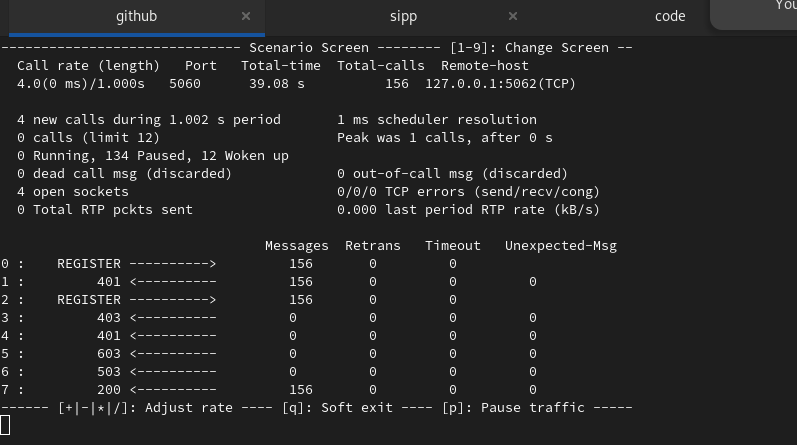 github × sipp × code You
----------------------------- Scenario Screen -------- [1-9]: Change Screen --
  Call rate (length)   Port   Total-time  Total-calls  Remote-host
  4.0(0 ms)/1.000s   5060      39.08 s          156  127.0.0.1:5062(TCP)
  4 new calls during 1.002 s period       1 ms scheduler resolution
  0 calls (limit 12)                      Peak was 1 calls, after 0 s
  0 Running, 134 Paused, 12 Woken up
  0 dead call msg (discarded)             0 out-of-call msg (discarded)
  4 open sockets                          0/0/0 TCP errors (send/recv/cong)
  0 Total RTP pckts sent                  0.000 last period RTP rate (kB/s)
                                 Messages  Retrans   Timeout   Unexpected-Msg
0 :    REGISTER ---------->         156       0         0
1 :         401 <----------         156       0         0         0
2 :    REGISTER ---------->         156       0         0
3 :         403 <----------         0         0         0         0
4 :         401 <----------         0         0         0         0
5 :         603 <----------         0         0         0         0
6 :         503 <----------         0         0         0         0
7 :         200 <----------         156       0         0         0
------ [+|-|*|/]: Adjust rate ---- [q]: Soft exit ---- [p]: Pause traffic -----